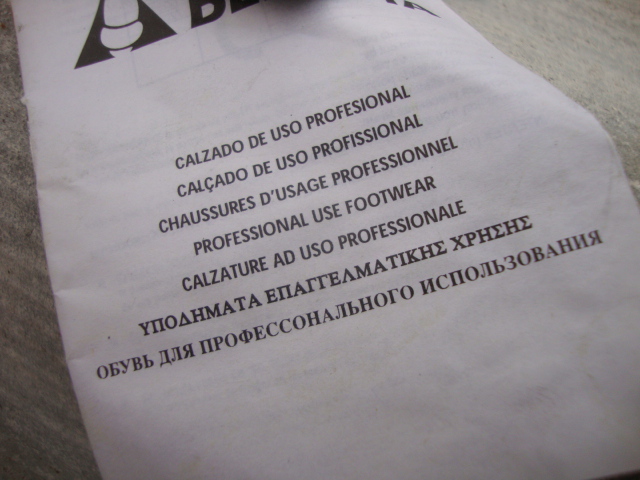 CALZADO DE USO PROFESIONAL
CALÇADO DE USO PROFISSIONAL
CHAUSSURES D'USAGE PROFESSIONNEL
PROFESSIONAL USE FOOTWEAR
CALZATURE AD USO PROFESSIONALE
ΥΠΟΔΗΜΑΤΑ ΕΠΑΓΓΕΛΜΑΤΙΚΗΣ ΧΡΗΣΗΣ
ОБУВЬ ДЛЯ ПРОФЕССОНАЛЬНОГО ИСПОЛЬЗОВАНИЯ